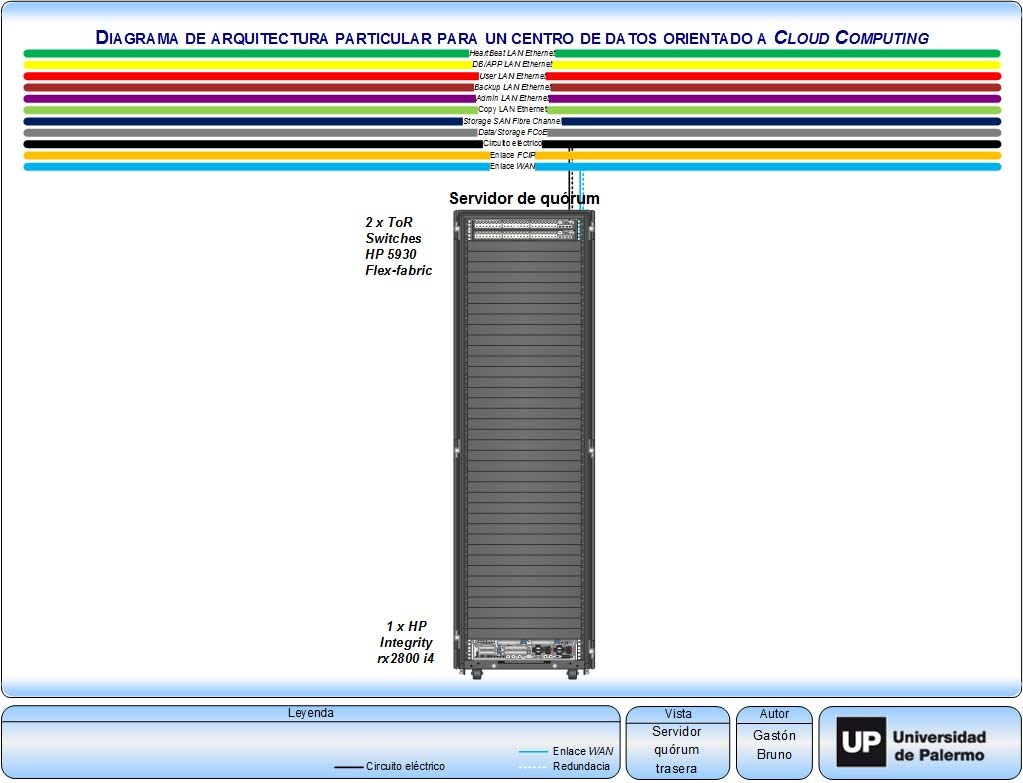 DIAGRAMA DE ARQUITECTURA PARTICULAR PARA UN CENTRO DE DATOS ORIENTADO A CLOUD COMPUTING
HeartBeat LAN Ethernet
DB/APP LAN Ethernet
User LAN Ethernet
Backup LAN Ethernet
Admin LAN Ethernet
Copy LAN Ethernet
Storage SAN Fibre Channel
Data/Storage FCoE
Circuito eléctrico
Enlace FCIP
Enlace WAN
Servidor de quórum
2 x ToR
Switches
HP 5930
Flex-fabric
1 x HP
Integrity
rx2800 i4
Leyenda
Enlace WAN
Circuito eléctrico
Redundacia
Vista
Servidor
quórum
trasera
Autor
Gastón
Bruno
UP
Universidad
de Palermo